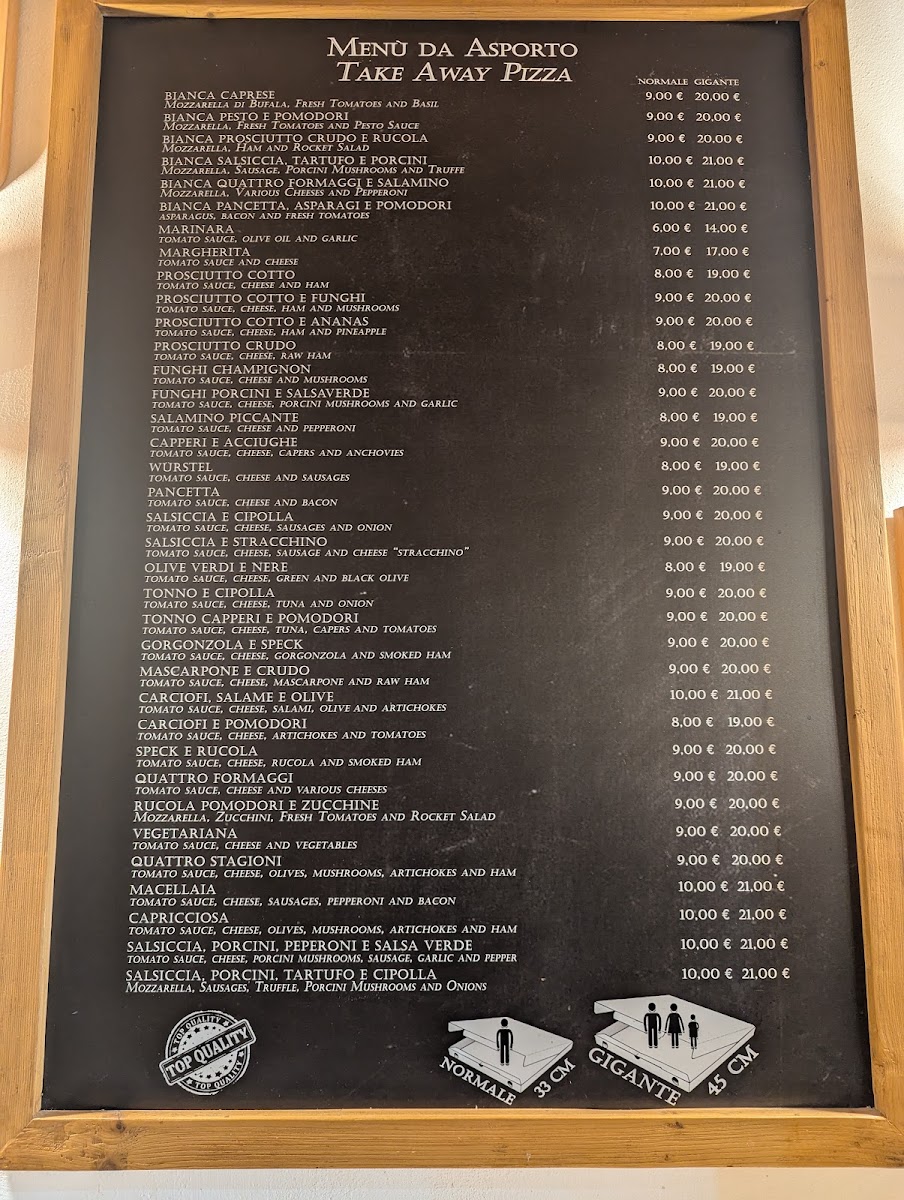 Menù da Asporto
Take Away Pizza
NORMALE GIGANTE
BIANCA CAPRESE 9,00 € 20,00 €
Mozzarella di Bufala, Fresh Tomatoes and Basil
BIANCA PESTO E POMODORI 9,00 € 20,00 €
Mozzarella, Fresh Tomatoes and Pesto Sauce
BIANCA PROSCIUTTO CRUDO E RUCOLA 9,00 € 20,00 €
Mozzarella, Ham and Rocket Salad
BIANCA SALSICCIA, TARTUFO E PORCINI 10,00 € 21,00 €
Mozzarella, Sausage, Porcini Mushrooms and Truffe
BIANCA QUATTRO FORMAGGI E SALAMINO 10,00 € 21,00 €
Mozzarella, Various Cheeses and Pepperoni
BIANCA PANCETTA, ASPARAGI E POMODORI 10,00 € 21,00 €
ASPARAGUS, BACON AND FRESH TOMATOES
MARINARA 6,00 € 14,00 €
TOMATO SAUCE, OLIVE OIL AND GARLIC
MARGHERITA 7,00 € 17,00 €
TOMATO SAUCE AND CHEESE
PROSCIUTTO COTTO 8,00 € 19,00 €
TOMATO SAUCE, CHEESE AND HAM
PROSCIUTTO COTTO E FUNGHI 9,00 € 20,00 €
TOMATO SAUCE, CHEESE, HAM AND MUSHROOMS
PROSCIUTTO COTTO E ANANAS 9,00 € 20,00 €
TOMATO SAUCE, CHEESE, HAM AND PINEAPPLE
PROSCIUTTO CRUDO 8,00 € 19,00 €
TOMATO SAUCE, CHEESE, RAW HAM
FUNGHI CHAMPIGNON 8,00 € 19,00 €
TOMATO SAUCE, CHEESE AND MUSHROOMS
FUNGHI PORCINI E SALSAVERDE 9,00 € 20,00 €
TOMATO SAUCE, CHEESE, PORCINI MUSHROOMS AND GARLIC
SALAMINO PICCANTE 8,00 € 19,00 €
TOMATO SAUCE, CHEESE AND PEPPERONI
CAPPERI E ACCIUGHE 9,00 € 20,00 €
TOMATO SAUCE, CHEESE, CAPERS AND ANCHOVIES
WURSTEL 8,00 € 19,00 €
TOMATO SAUCE, CHEESE AND SAUSAGES
PANCETTA 9,00 € 20,00 €
TOMATO SAUCE, CHEESE AND BACON
SALSICCIA E CIPOLLA 9,00 € 20,00 €
TOMATO SAUCE, CHEESE, SAUSAGES AND ONION
SALSICCIA E STRACCHINO 9,00 € 20,00 €
TOMATO SAUCE, CHEESE, SAUSAGE AND CHEESE "STRACCHINO"
OLIVE VERDI E NERE 8,00 € 19,00 €
TOMATO SAUCE, CHEESE, GREEN AND BLACK OLIVE
TONNO E CIPOLLA 9,00 € 20,00 €
TOMATO SAUCE, CHEESE, TUNA AND ONION
TONNO CAPPERI E POMODORI 9,00 € 20,00 €
TOMATO SAUCE, CHEESE, TUNA, CAPERS AND TOMATOES
GORGONZOLA E SPECK 9,00 € 20,00 €
TOMATO SAUCE, CHEESE, GORGONZOLA AND SMOKED HAM
MASCARPONE E CRUDO 9,00 € 20,00 €
TOMATO SAUCE, CHEESE, MASCARPONE AND RAW HAM
CARCIOFI, SALAME E OLIVE 10,00 € 21,00 €
TOMATO SAUCE, CHEESE, SALAMI, OLIVE AND ARTICHOKES
CARCIOFI E POMODORI 8,00 € 19,00 €
TOMATO SAUCE, CHEESE, ARTICHOKES AND TOMATOES
SPECK E RUCOLA 9,00 € 20,00 €
TOMATO SAUCE, CHEESE, RUCOLA AND SMOKED HAM
QUATTRO FORMAGGI 9,00 € 20,00 €
TOMATO SAUCE, CHEESE AND VARIOUS CHEESES
RUCOLA POMODORI E ZUCCHINE 9,00 € 20,00 €
Mozzarella, Zucchini, Fresh Tomatoes and Rocket Salad
VEGETARIANA 9,00 € 20,00 €
TOMATO SAUCE, CHEESE AND VEGETABLES
QUATTRO STAGIONI 9,00 € 20,00 €
TOMATO SAUCE, CHEESE, OLIVES, MUSHROOMS, ARTICHOKES AND HAM
MACELLAIA 10,00 € 21,00 €
TOMATO SAUCE, CHEESE, SAUSAGES, PEPPERONI AND BACON
CAPRICCIOSA 10,00 € 21,00 €
TOMATO SAUCE, CHEESE, OLIVES, MUSHROOMS, ARTICHOKES AND HAM
SALSICCIA, PORCINI, PEPERONI E SALSA VERDE 10,00 € 21,00 €
TOMATO SAUCE, CHEESE, PORCINI MUSHROOMS, SAUSAGE, GARLIC AND PEPPER
SALSICCIA, PORCINI, TARTUFO E CIPOLLA 10,00 € 21,00 €
Mozzarella, Sausages, Truffle, Porcini Mushrooms and Onions
TOP QUALITY
TOP QUALITY
TOP QUALITY
NORMALE 33 CM
GIGANTE 45 CM